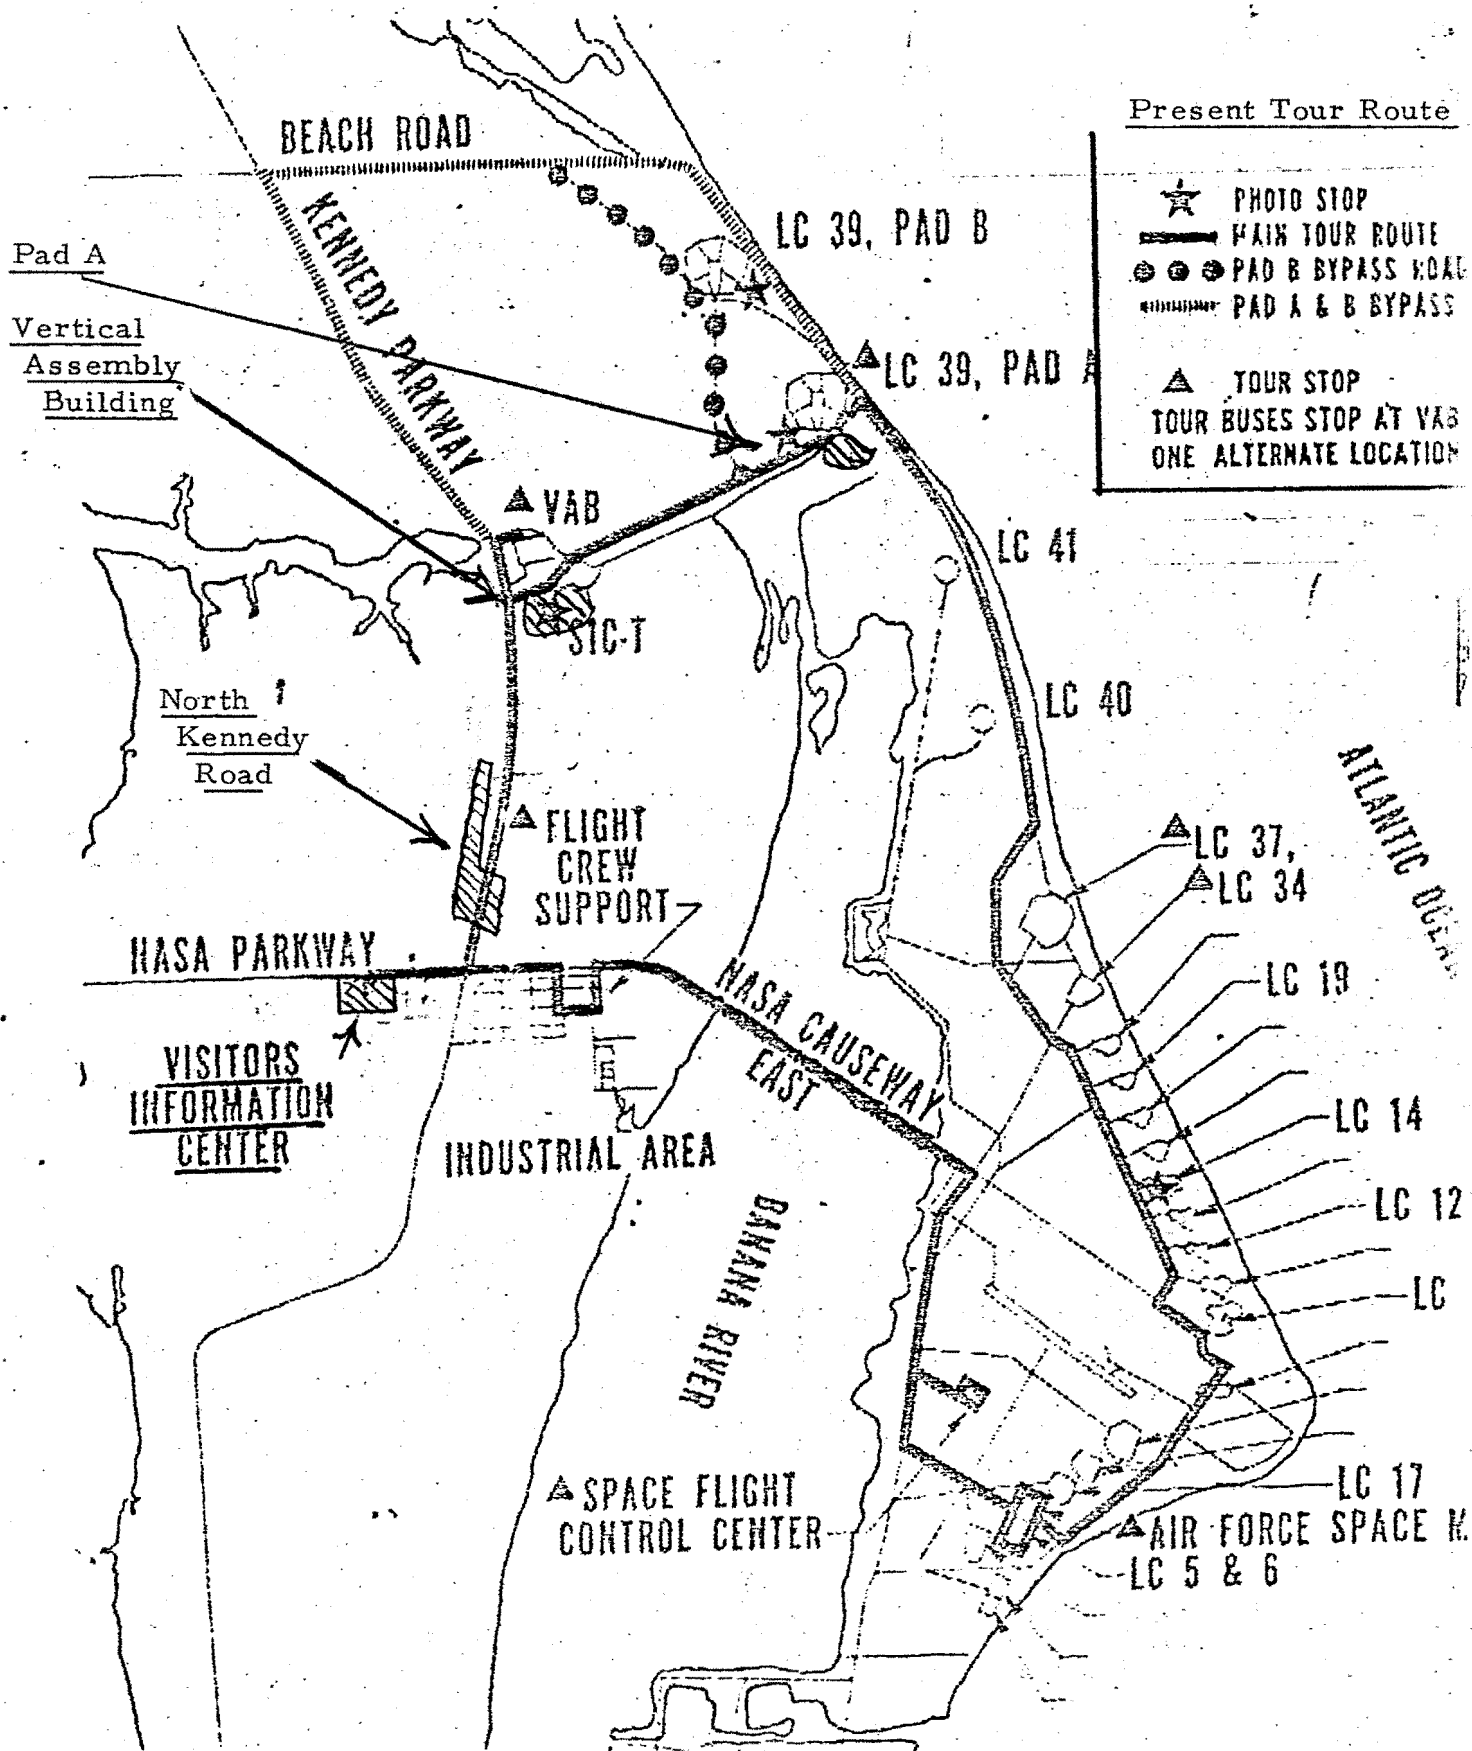 Present Tour Route
PHOTO STOP
MAIN TOUR ROUTE
PAD B BYPASS ROAD
PAD A & B BYPASS
TOUR STOP
TOUR BUSES STOP AT VAB
ONE ALTERNATE LOCATION
BEACH ROAD
KENNEDY PARKWAY
LC 39, PAD B
Pad A
Vertical
Assembly
Building
LC 39, PAD A
VAB
LC 41
S1C-T
North
Kennedy
Road
LC 40
ATLANTIC OCEAN
FLIGHT
CREW
SUPPORT
LC 37,
LC 34
NASA PARKWAY
LC 19
NASA CAUSEWAY
EAST
VISITORS
INFORMATION
CENTER
INDUSTRIAL AREA
LC 14
BANANA RIVER
LC 12
LC
SPACE FLIGHT
CONTROL CENTER
LC 17
AIR FORCE SPACE M
LC 5 & 6